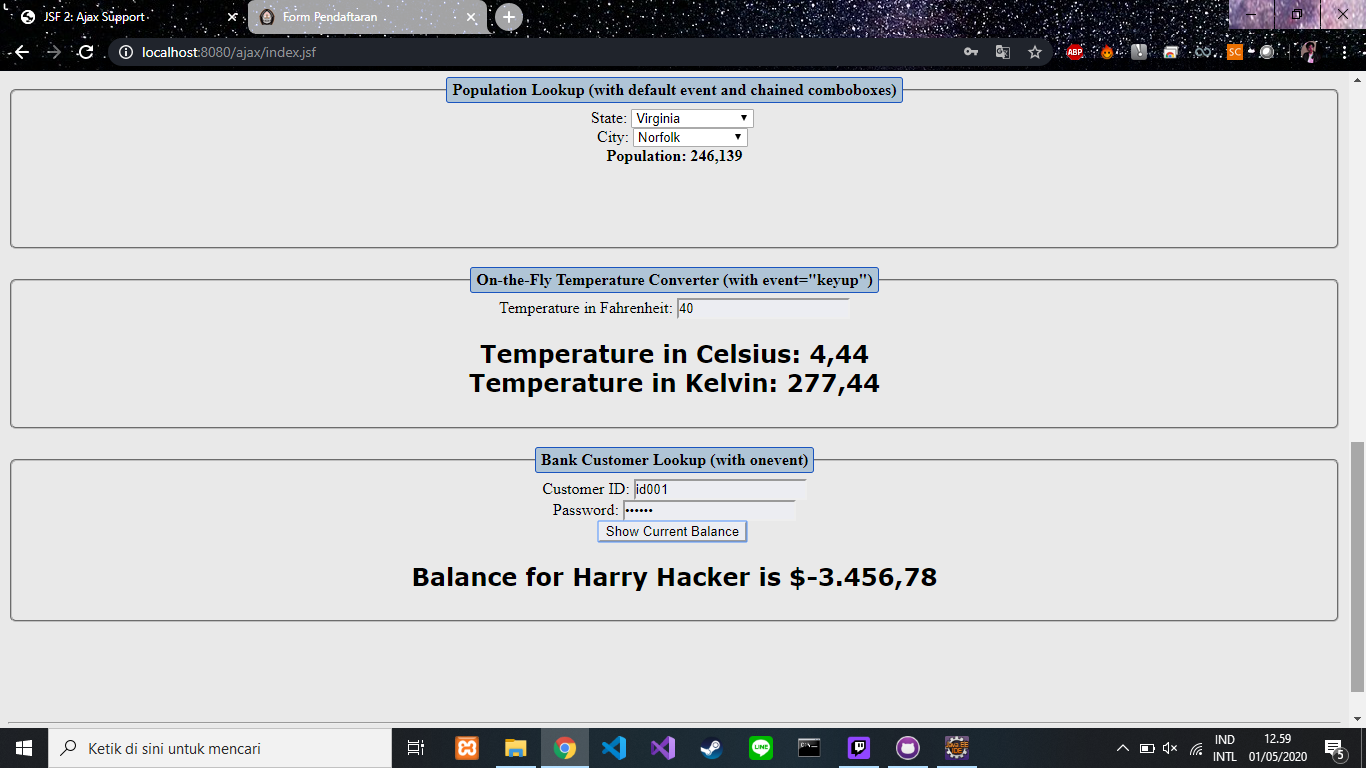 JSF 2: Ajax Support
Form Pendaftaran
localhost:8080/ajax/index.jsf
ABP
SC
Population Lookup (with default event and chained comboboxes)
State: Virginia
City: Norfolk
Population: 246,139
On-the-Fly Temperature Converter (with event="keyup")
Temperature in Fahrenheit: 40
Temperature in Celsius: 4,44
Temperature in Kelvin: 277,44
Bank Customer Lookup (with onevent)
Customer ID: id001
Password: ••••••
Show Current Balance
Balance for Harry Hacker is $-3.456,78
Ketik di sini untuk mencari
LINE
IND
INTL
12.59
01/05/2020
5